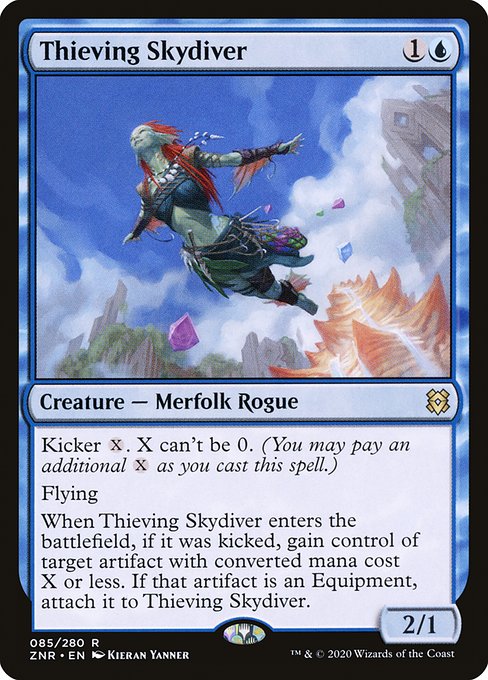 Thieving Skydiver 1
Creature — Merfolk Rogue
Kicker X. X can't be 0. (You may pay an
additional X as you cast this spell.)
Flying
When Thieving Skydiver enters the
battlefield, if it was kicked, gain control of
target artifact with converted mana cost
X or less. If that artifact is an Equipment,
attach it to Thieving Skydiver.
2/1
085/280 R
ZNR • EN Kieran Yanner
™ & © 2020 Wizards of the Coast